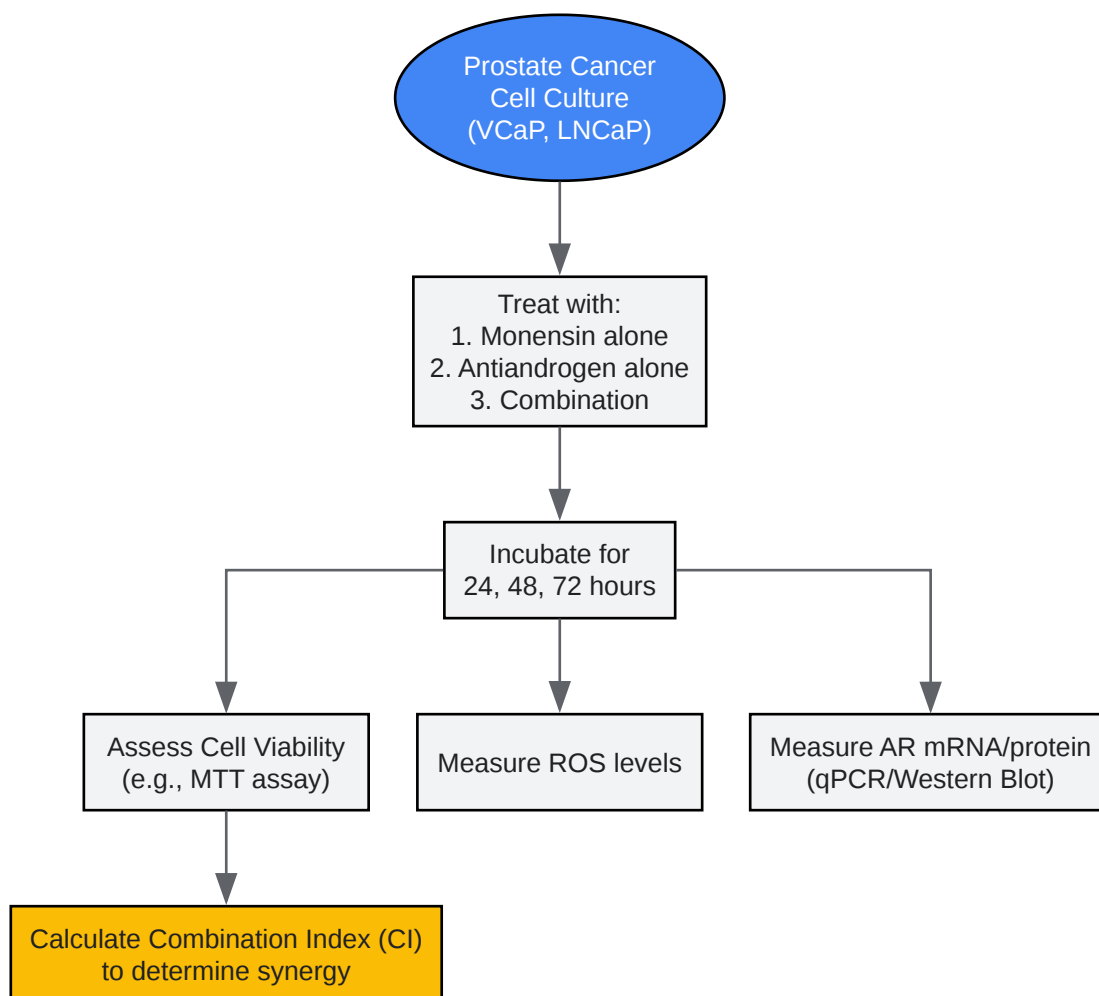 Prostate Cancer
Cell Culture
(VCaP, LNCaP)
Treat with:
1. Monensin alone
2. Antiandrogen alone
3. Combination
Incubate for
24, 48, 72 hours
Assess Cell Viability
(e.g., MTT assay)
Measure ROS levels
Measure AR mRNA/protein
(qPCR/Western Blot)
Calculate Combination Index (CI)
to determine synergy